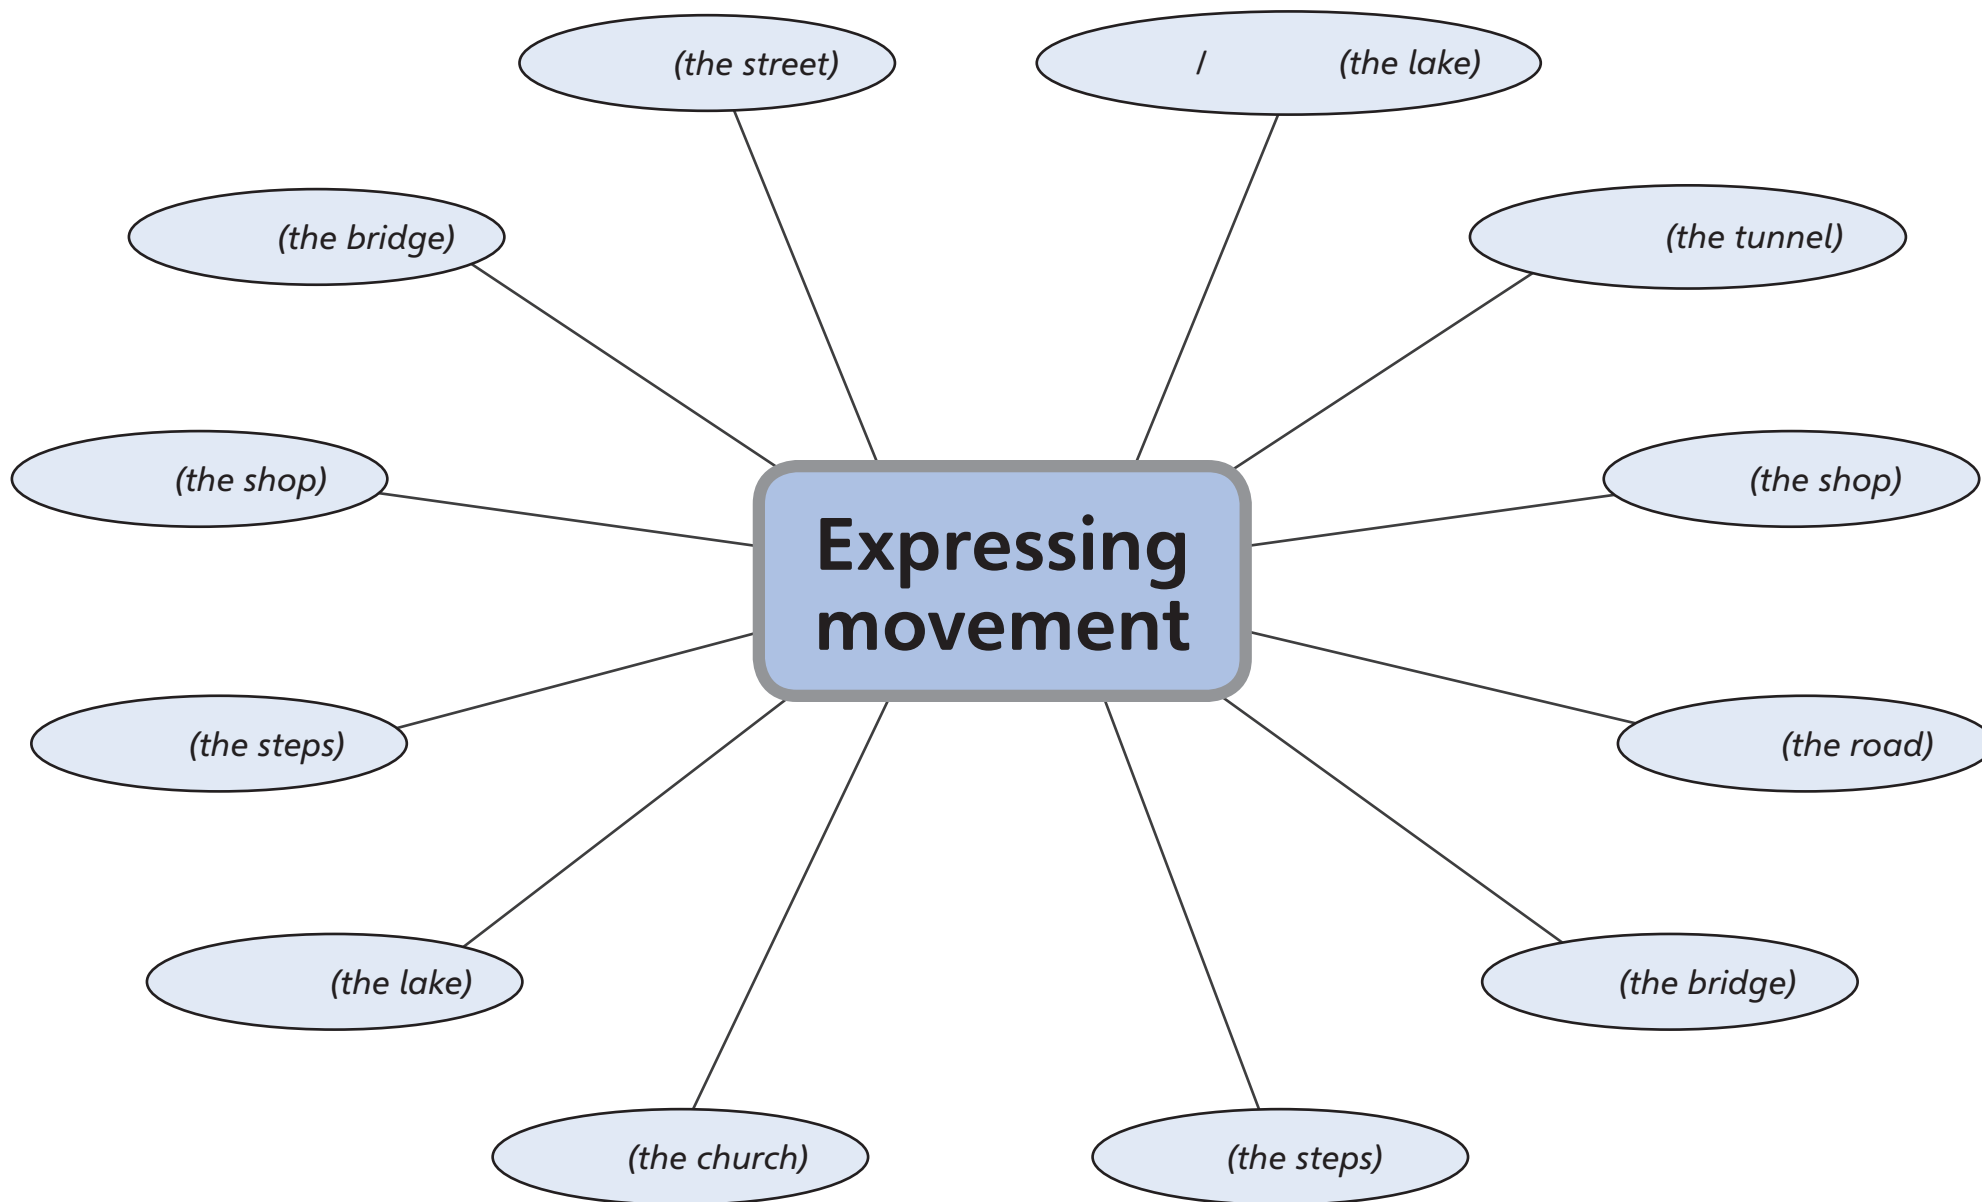 (the street)
/ (the lake)
(the bridge)
(the tunnel)
(the shop)
(the shop)
Expressing
movement
(the steps)
(the road)
(the lake)
(the bridge)
(the church)
(the steps)